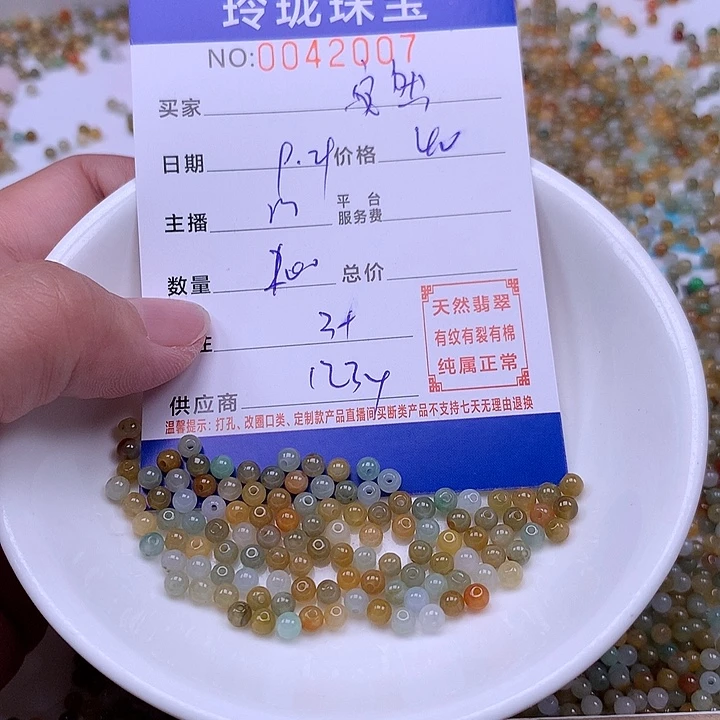 玲珑珠宝
NO:0042007
买家
日期 价格
主播 平台服务费
数量 总价
3+
供应商 1234
天然翡翠
有纹有裂有棉
纯属正常
温馨提示：打孔、改圈口类、定制款产品直播间买断类产品不支持七天无理由退换